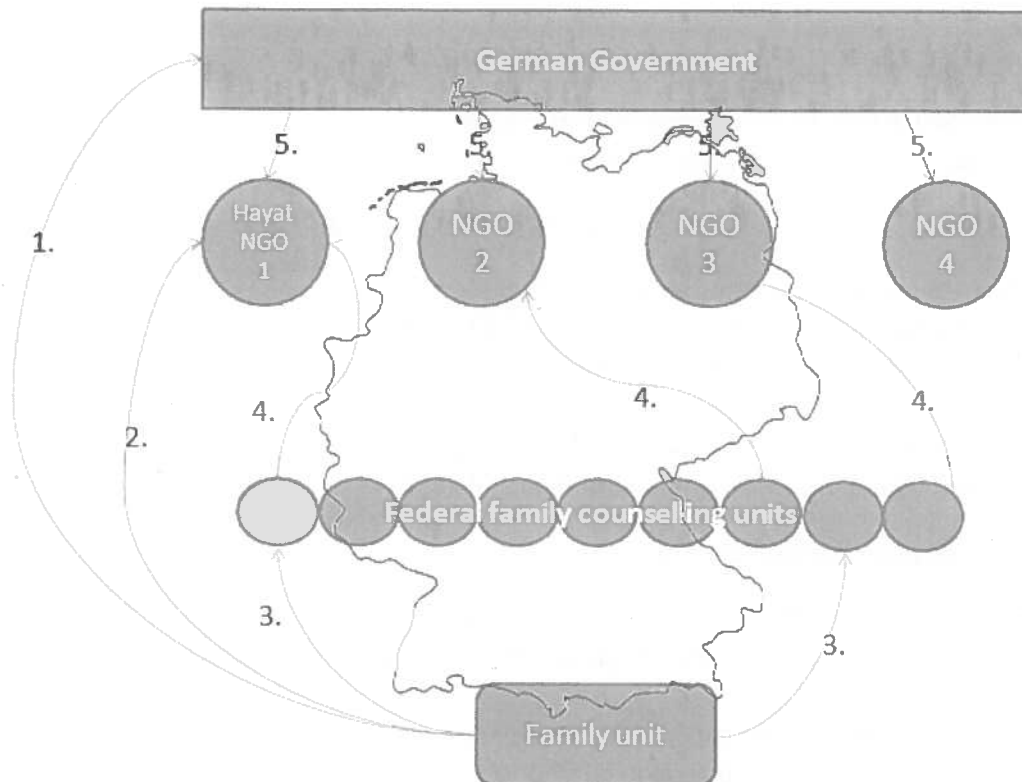 German Government
5.
5.
5.
5.
1.
Hayat
NGO
1
NGO
2
NGO
3
NGO
4
2.
4.
4.
4.
Federal family counselling units
3.
3.
Family unit